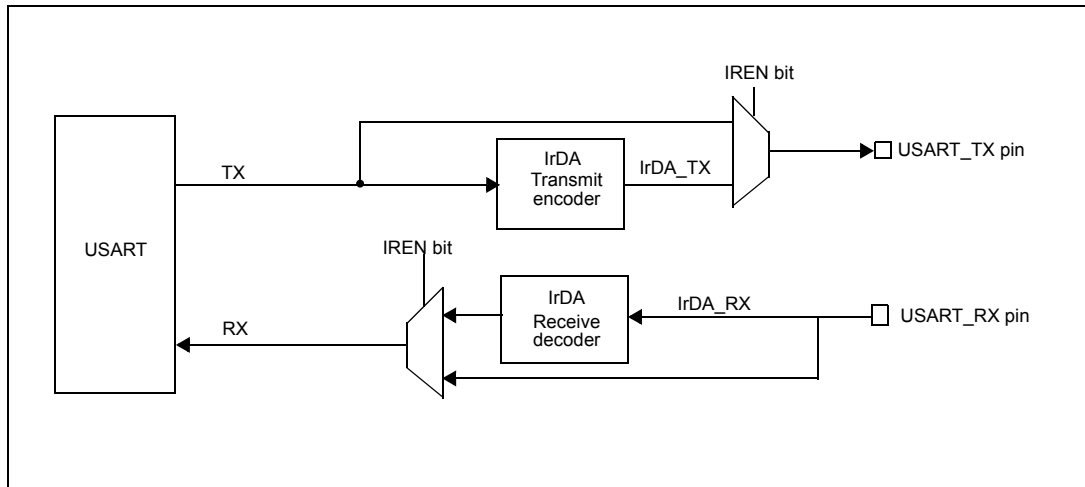 IREN bit
TX
IrDA
Transmit
encoder
IrDA_TX
USART_TX pin
USART
IREN bit
RX
IrDA
Receive
decoder
IrDA_RX
USART_RX pin